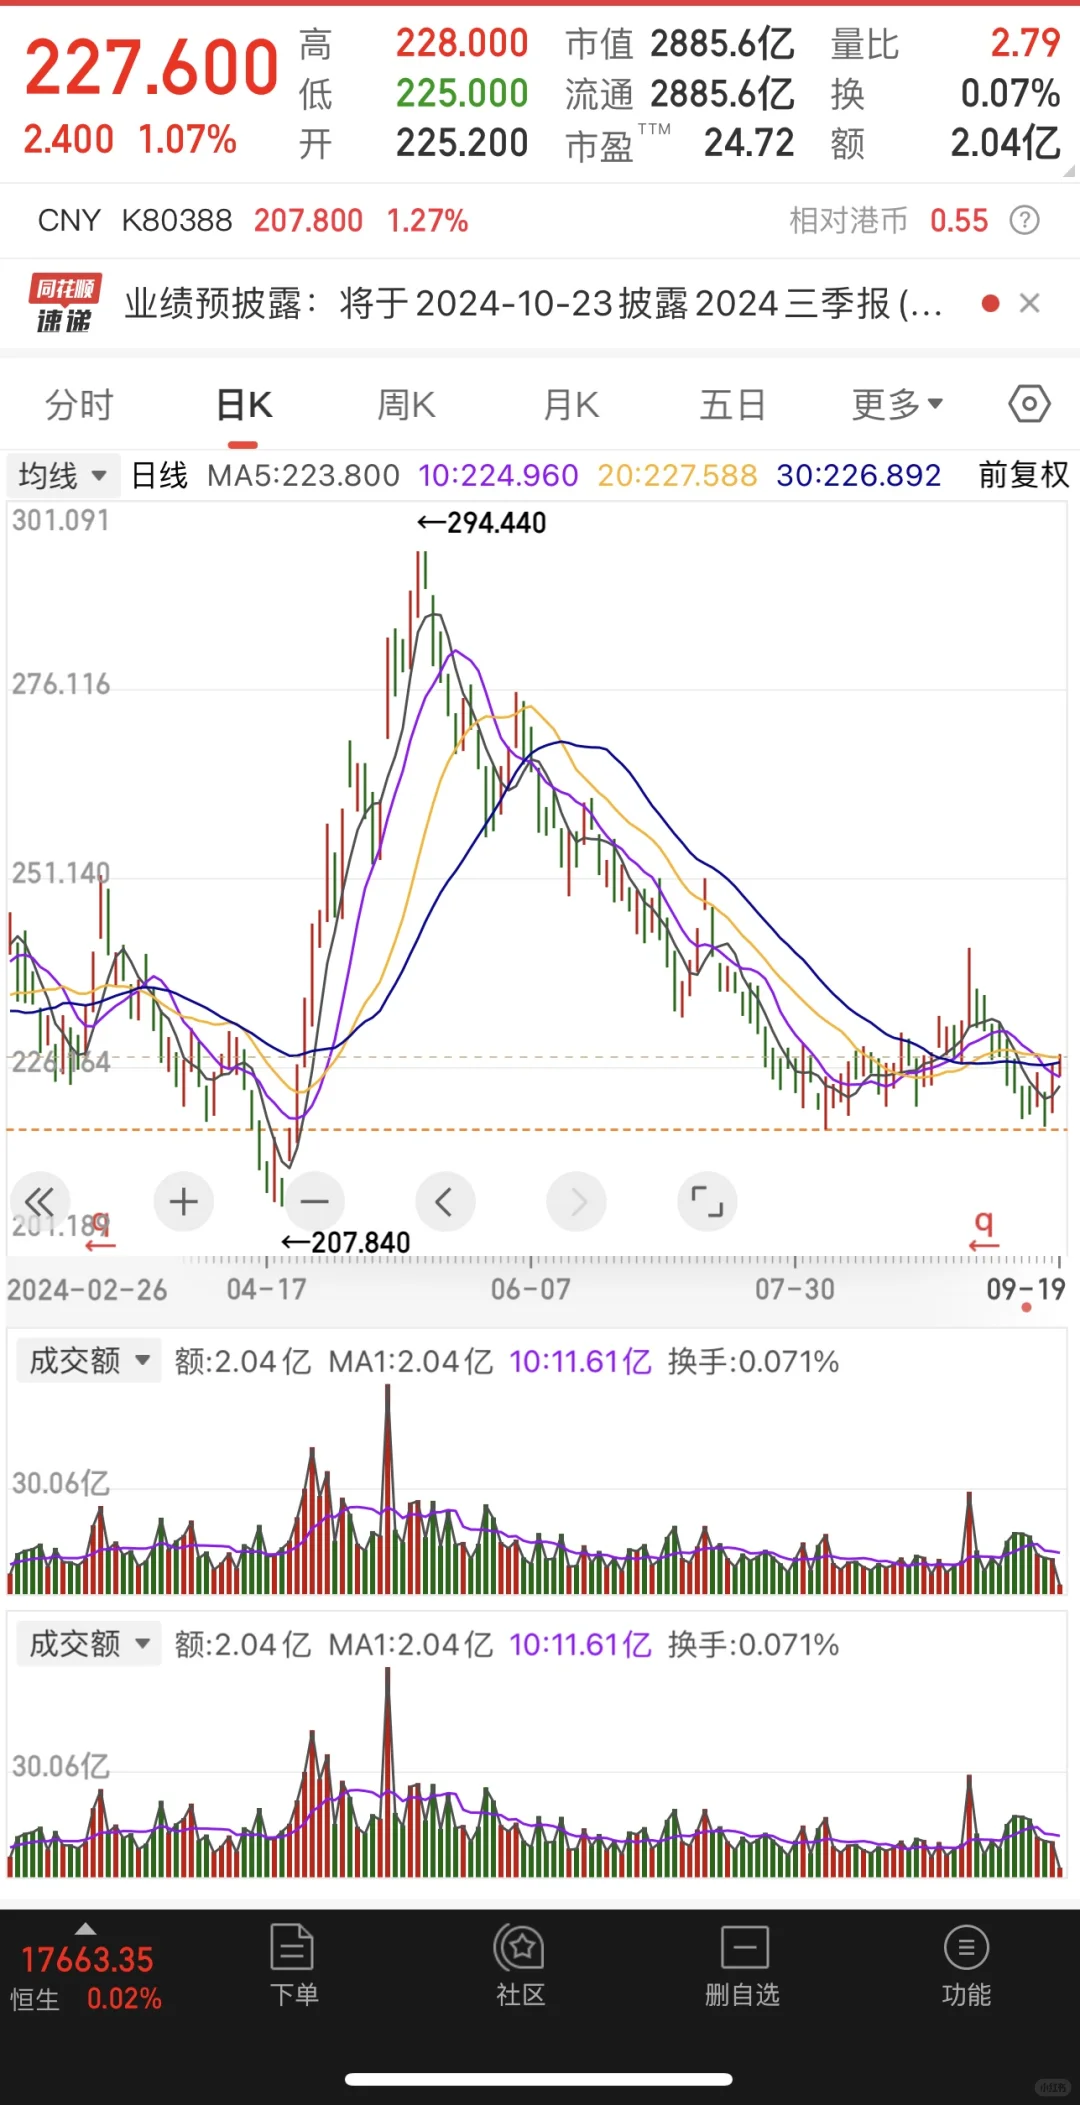 227.600 高 228.000 市值 2885.6亿 量比 2.79
低 225.000 流通 2885.6亿 换 0.07%
2.400 1.07% 开 225.200 市盈TTM 24.72 额 2.04亿
CNY K80388 207.800 1.27% 相对港币 0.55 ?
同花顺
速递
业绩预披露：将于2024-10-23披露2024三季报(...
分时 日K 周K 月K 五日 更多
均线 日线 MA5:223.800 10:224.960 20:227.588 30:226.892 前复权
301.091
←294.440
276.116
251.140
226.164
201.189
q
←207.840
q
2024-02-26 04-17 06-07 07-30 09-19
成交额 额:2.04亿 MA1:2.04亿 10:11.61亿 换手:0.071%
30.06亿
成交额 额:2.04亿 MA1:2.04亿 10:11.61亿 换手:0.071%
30.06亿
17663.35
恒生 0.02%
下单 社区 删自选 功能
小红书